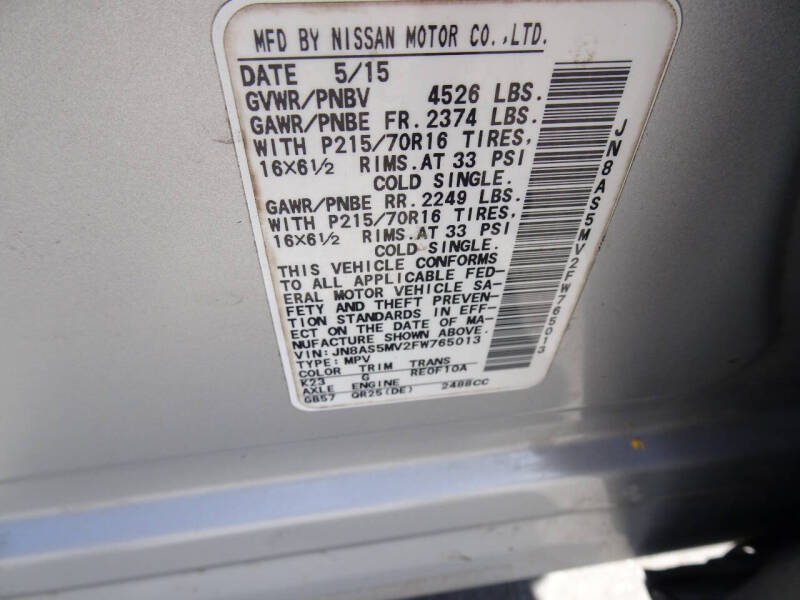 MFD BY NISSAN MOTOR CO.,LTD.
DATE 5/15
GVWR/PNBV 4526 LBS.
GAWR/PNBE FR. 2374 LBS.
WITH P215/70R16 TIRES,
16×6½ RIMS. AT 33 PSI
COLD SINGLE.
GAWR/PNBE RR. 2249 LBS.
WITH P215/70R16 TIRES,
16×6½ RIMS. AT 33 PSI
COLD SINGLE.
THIS VEHICLE CONFORMS
TO ALL APPLICABLE FED-
ERAL MOTOR VEHICLE SA-
FETY AND THEFT PREVEN-
TION STANDARDS IN EFF-
ECT ON THE DATE OF MA-
NUFACTURE SHOWN ABOVE.
VIN: JN8AS5MV2FW765013
TYPE: MPV
COLOR TRIM TRANS
K23 G RE0F10A
AXLE ENGINE
GB57 QR25(DE) 2488CC
JN8AS5MV2FW765013